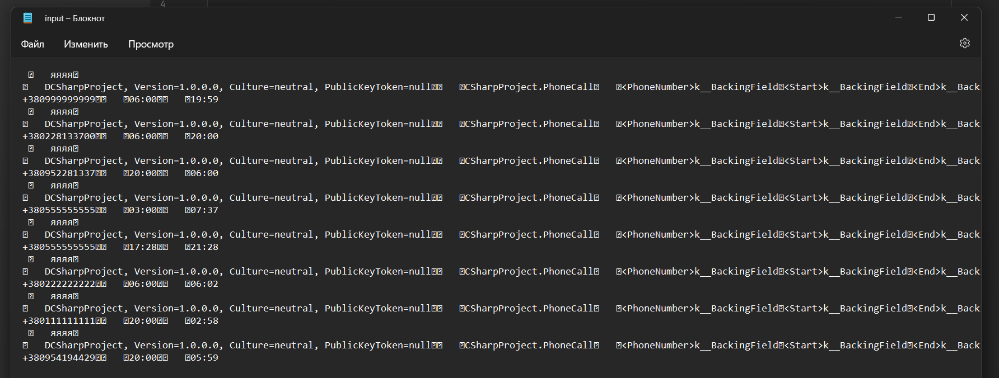 4
input – Блокнот
Файл Изменить Просмотр
яяяя
DCSharpProject, Version=1.0.0.0, Culture=neutral, PublicKeyToken=null CSharpProject.PhoneCall <PhoneNumber>k__BackingField <Start>k__BackingField <End>k__Back
+380999999999 06:00 19:59
яяяя
DCSharpProject, Version=1.0.0.0, Culture=neutral, PublicKeyToken=null CSharpProject.PhoneCall <PhoneNumber>k__BackingField <Start>k__BackingField <End>k__Back
+380228133700 06:00 20:00
яяяя
DCSharpProject, Version=1.0.0.0, Culture=neutral, PublicKeyToken=null CSharpProject.PhoneCall <PhoneNumber>k__BackingField <Start>k__BackingField <End>k__Back
+380952281337 20:00 06:00
яяяя
DCSharpProject, Version=1.0.0.0, Culture=neutral, PublicKeyToken=null CSharpProject.PhoneCall <PhoneNumber>k__BackingField <Start>k__BackingField <End>k__Back
+380555555555 03:00 07:37
яяяя
DCSharpProject, Version=1.0.0.0, Culture=neutral, PublicKeyToken=null CSharpProject.PhoneCall <PhoneNumber>k__BackingField <Start>k__BackingField <End>k__Back
+380555555555 17:28 21:28
яяяя
DCSharpProject, Version=1.0.0.0, Culture=neutral, PublicKeyToken=null CSharpProject.PhoneCall <PhoneNumber>k__BackingField <Start>k__BackingField <End>k__Back
+380222222222 06:00 06:02
яяяя
DCSharpProject, Version=1.0.0.0, Culture=neutral, PublicKeyToken=null CSharpProject.PhoneCall <PhoneNumber>k__BackingField <Start>k__BackingField <End>k__Back
+380111111111 20:00 02:58
яяяя
DCSharpProject, Version=1.0.0.0, Culture=neutral, PublicKeyToken=null CSharpProject.PhoneCall <PhoneNumber>k__BackingField <Start>k__BackingField <End>k__Back
+380954194429 20:00 05:59